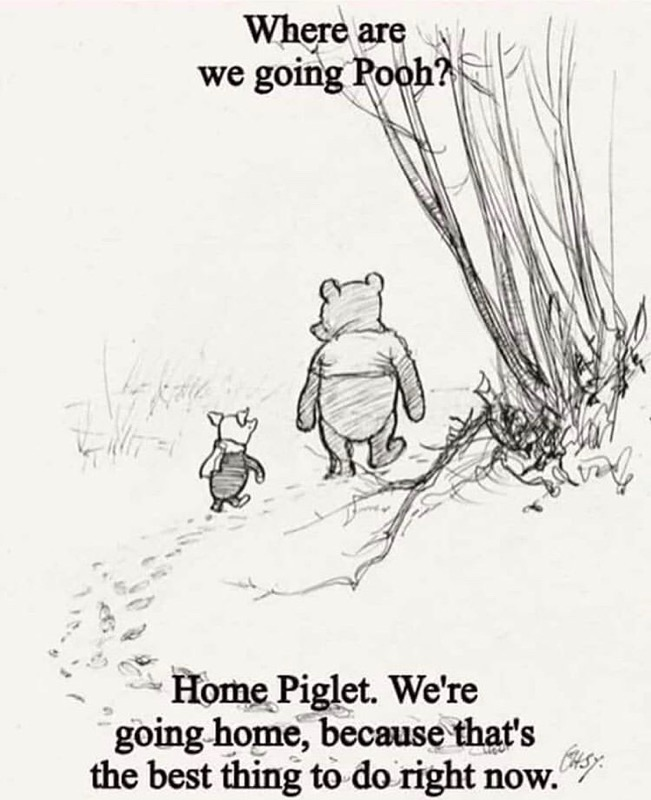 Where are
we going Pooh?
Home Piglet. We're
going home, because that's
the best thing to do right now.